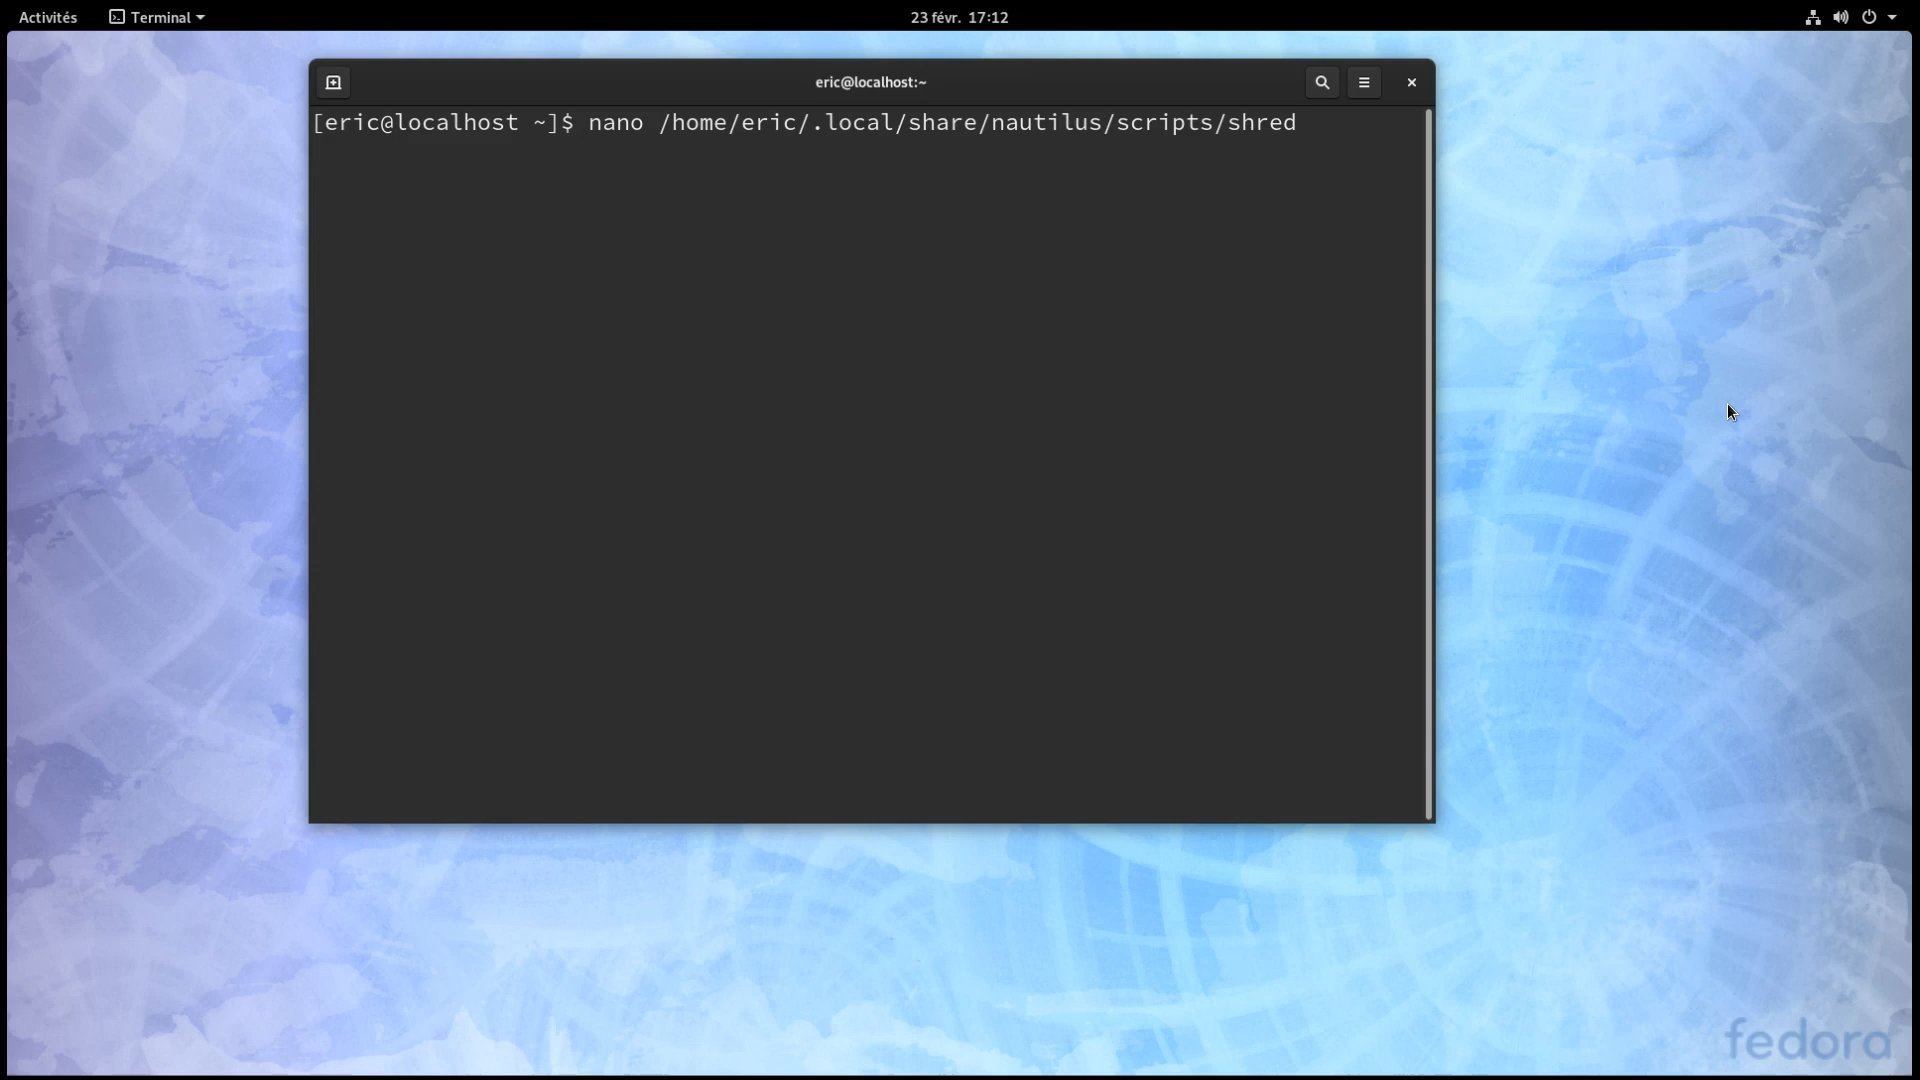 Activités Terminal 23 févr. 17:12
eric@localhost:~
[eric@localhost ~]$ nano /home/eric/.local/share/nautilus/scripts/shred
fedora